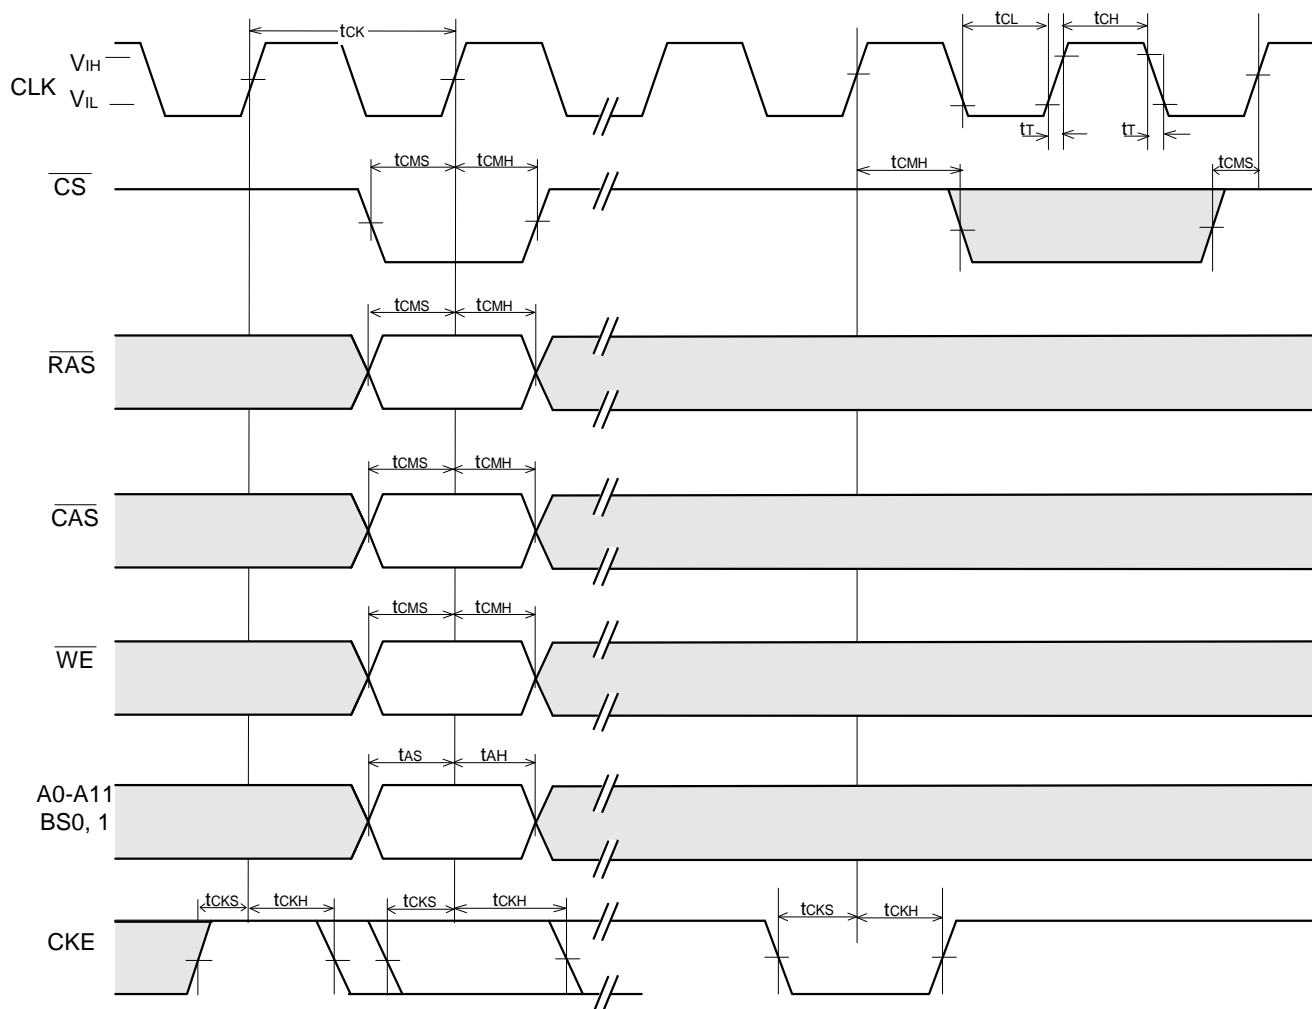 tCK
tCL
tCH
VIH
CLK
VIL
tT
tT
tCMS
tCMH
tCMH
tCMS
CS
tCMS
tCMH
RAS
tCMS
tCMH
CAS
tCMS
tCMH
WE
tAS
tAH
A0-A11
BS0, 1
tCKS
tCKH
tCKS
tCKH
tCKS
tCKH
CKE